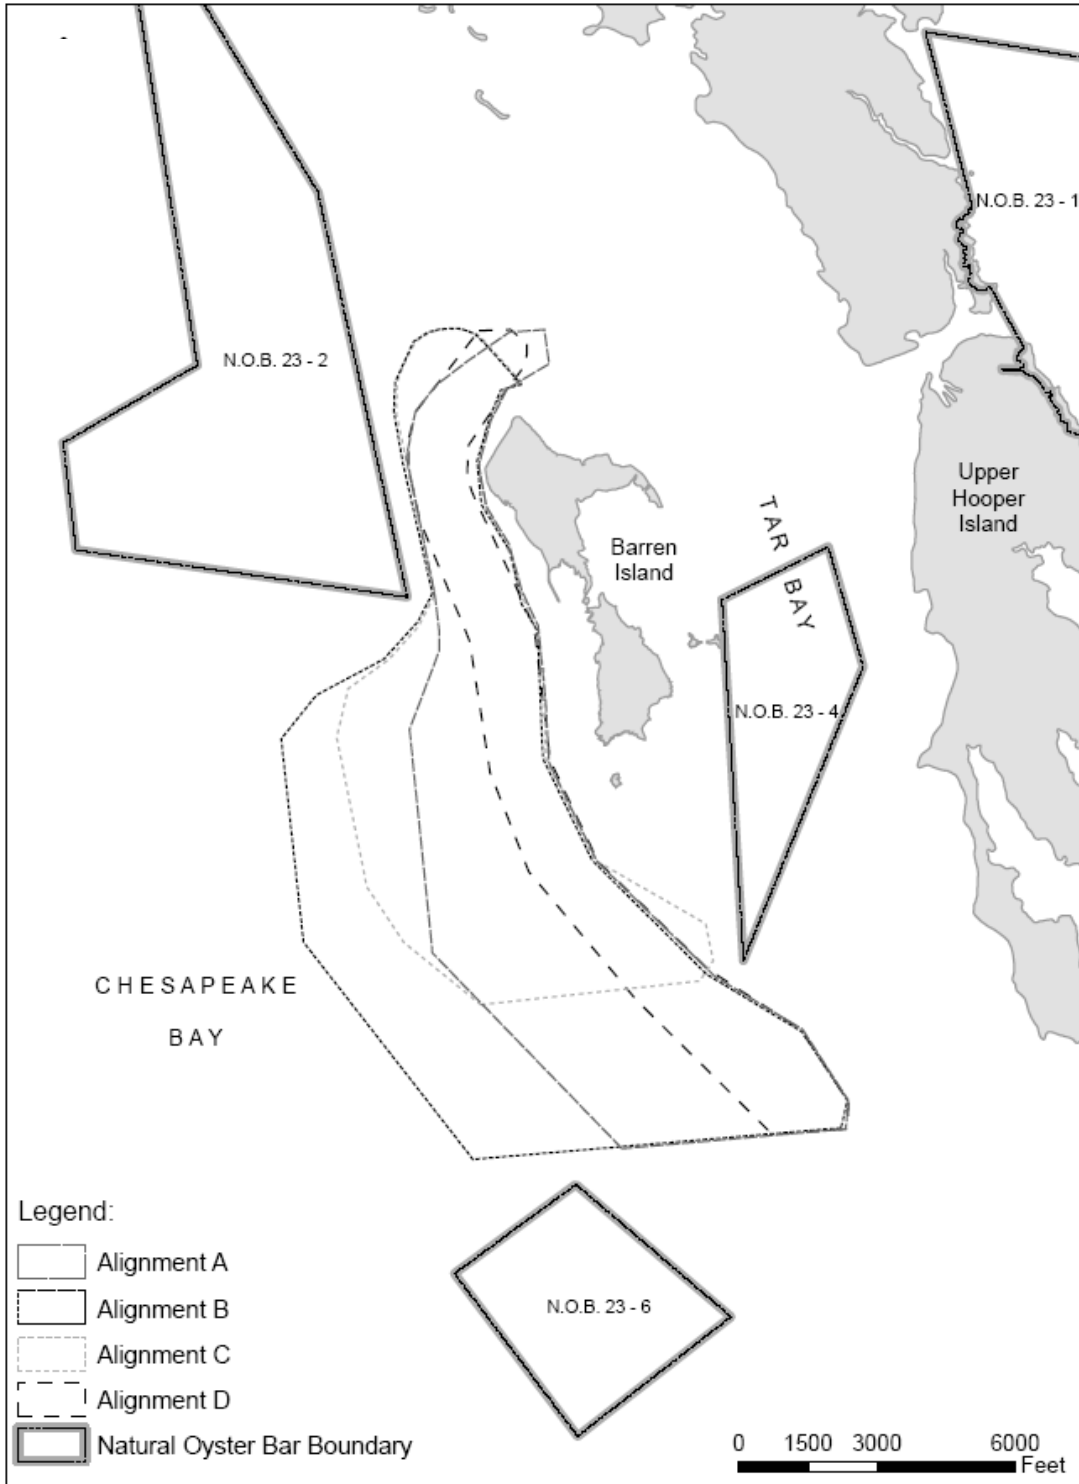 N.O.B. 23 - 1
N.O.B. 23 - 2
Upper
Hooper
Island
TAR BAY
Barren
Island
N.O.B. 23 - 4
CHESAPEAKE
BAY
N.O.B. 23 - 6
Legend:
Alignment A
Alignment B
Alignment C
Alignment D
Natural Oyster Bar Boundary
0 1500 3000 6000
Feet